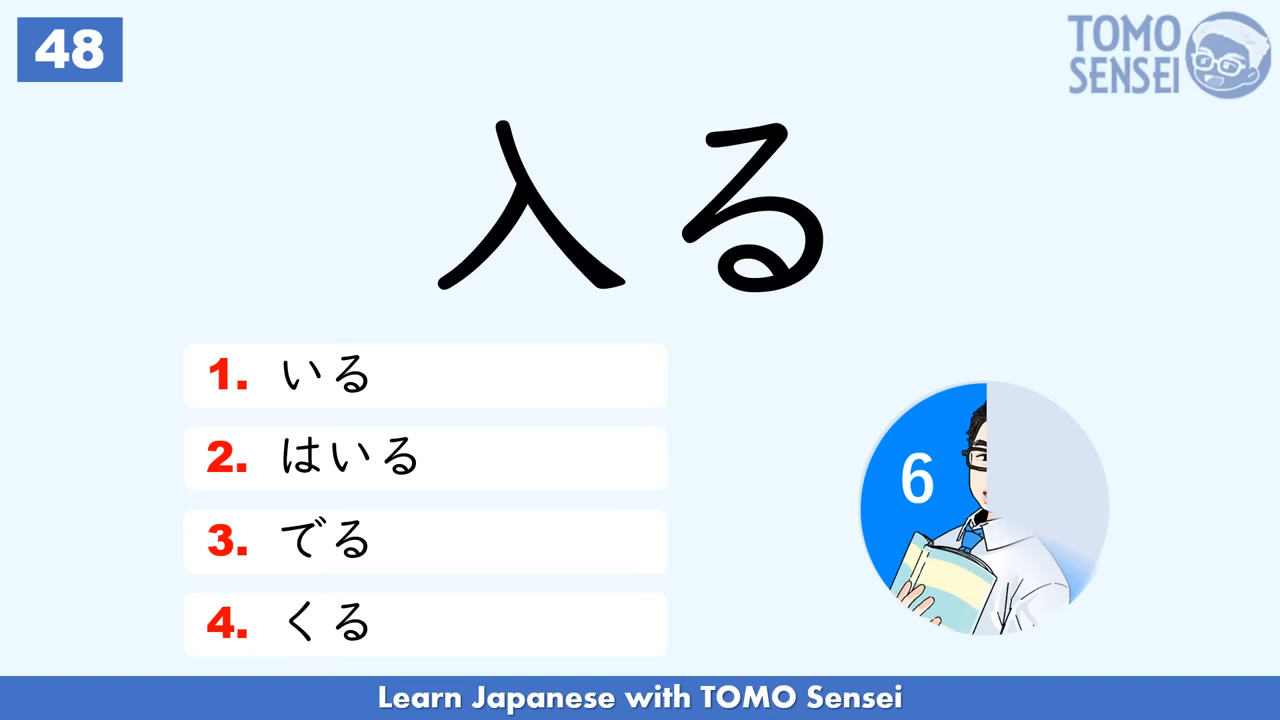 48
TOMO
SENSEI
入る
1. いる
2. はいる
3. でる
4. くる
6
Learn Japanese with TOMO Sensei